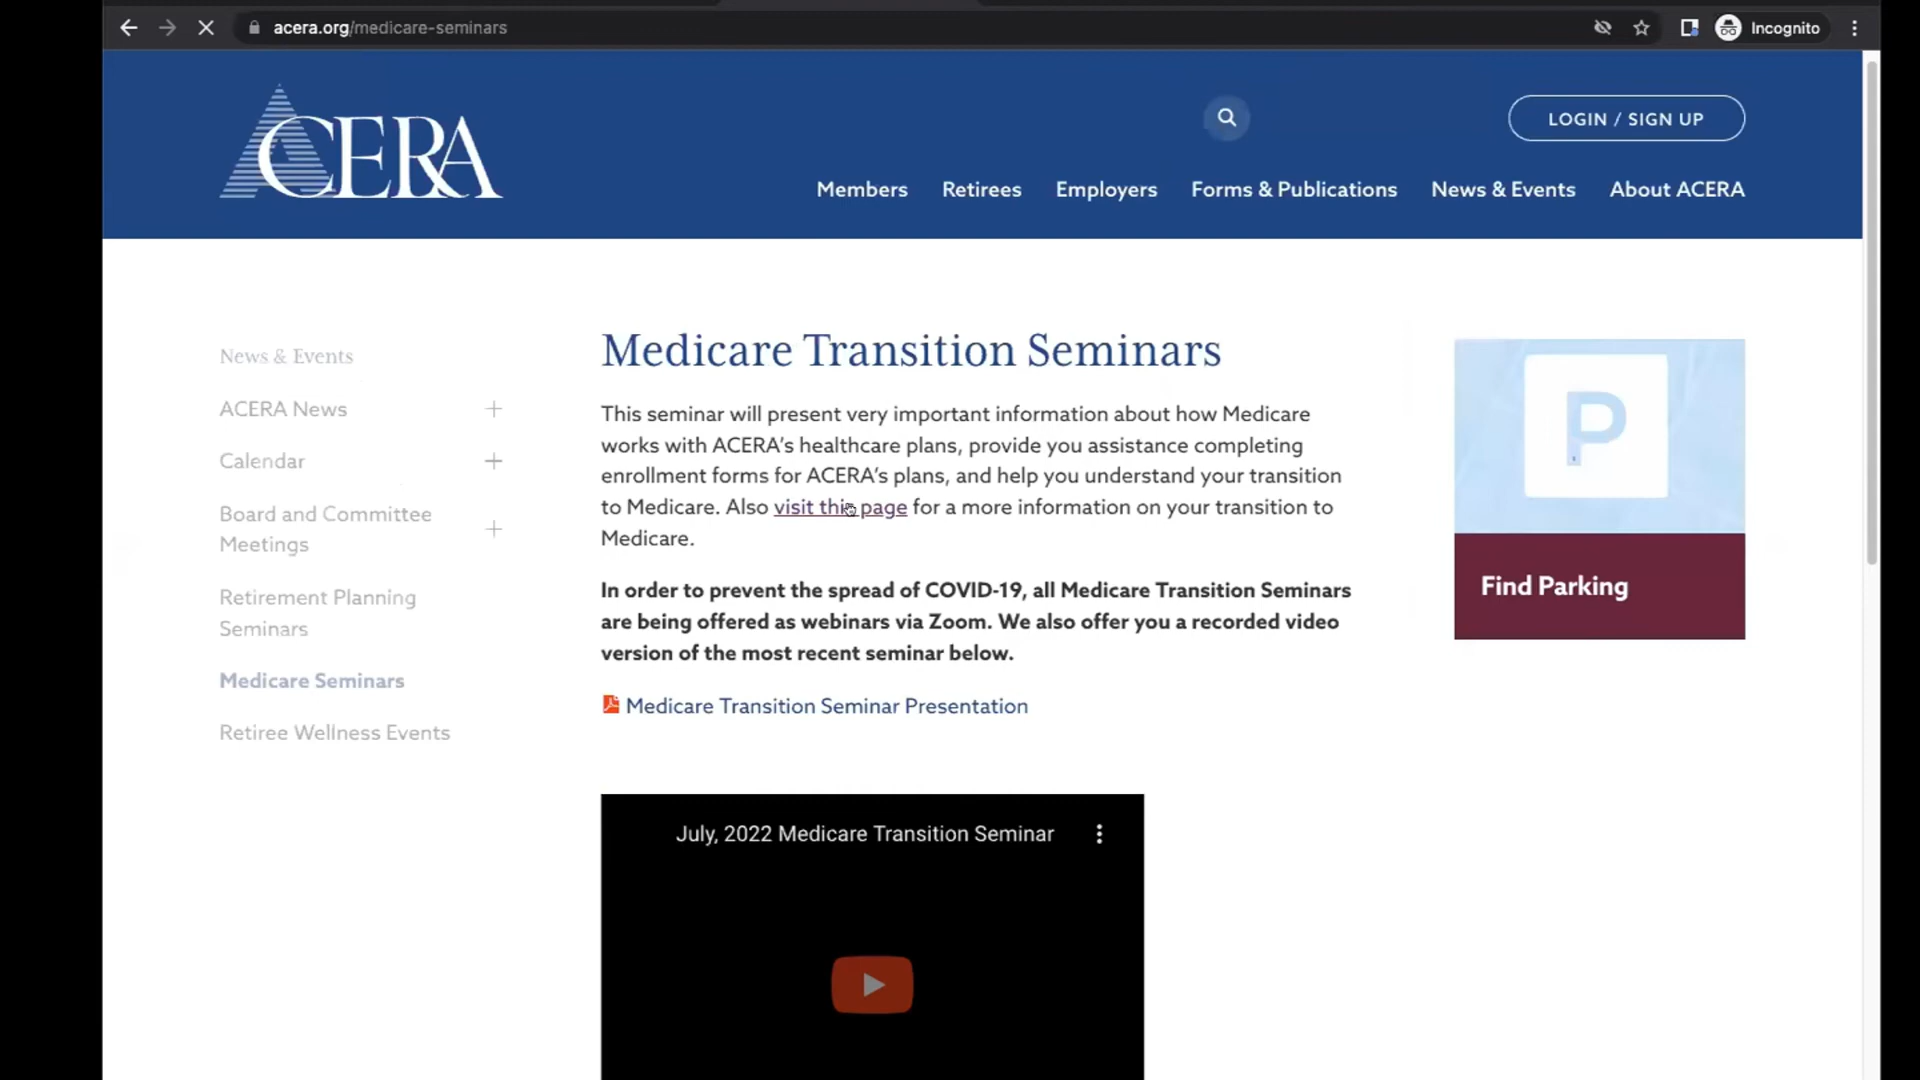 acera.org/medicare-seminars
Incognito
ACERA
LOGIN / SIGN UP
Members
Retirees
Employers
Forms & Publications
News & Events
About ACERA
News & Events
ACERA News
Calendar
Board and Committee
Meetings
Retirement Planning
Seminars
Medicare Seminars
Retiree Wellness Events
Medicare Transition Seminars
This seminar will present very important information about how Medicare
works with ACERA’s healthcare plans, provide you assistance completing
enrollment forms for ACERA’s plans, and help you understand your transition
to Medicare. Also visit this page for a more information on your transition to
Medicare.
In order to prevent the spread of COVID-19, all Medicare Transition Seminars
are being offered as webinars via Zoom. We also offer you a recorded video
version of the most recent seminar below.
Medicare Transition Seminar Presentation
July, 2022 Medicare Transition Seminar
P
Find Parking